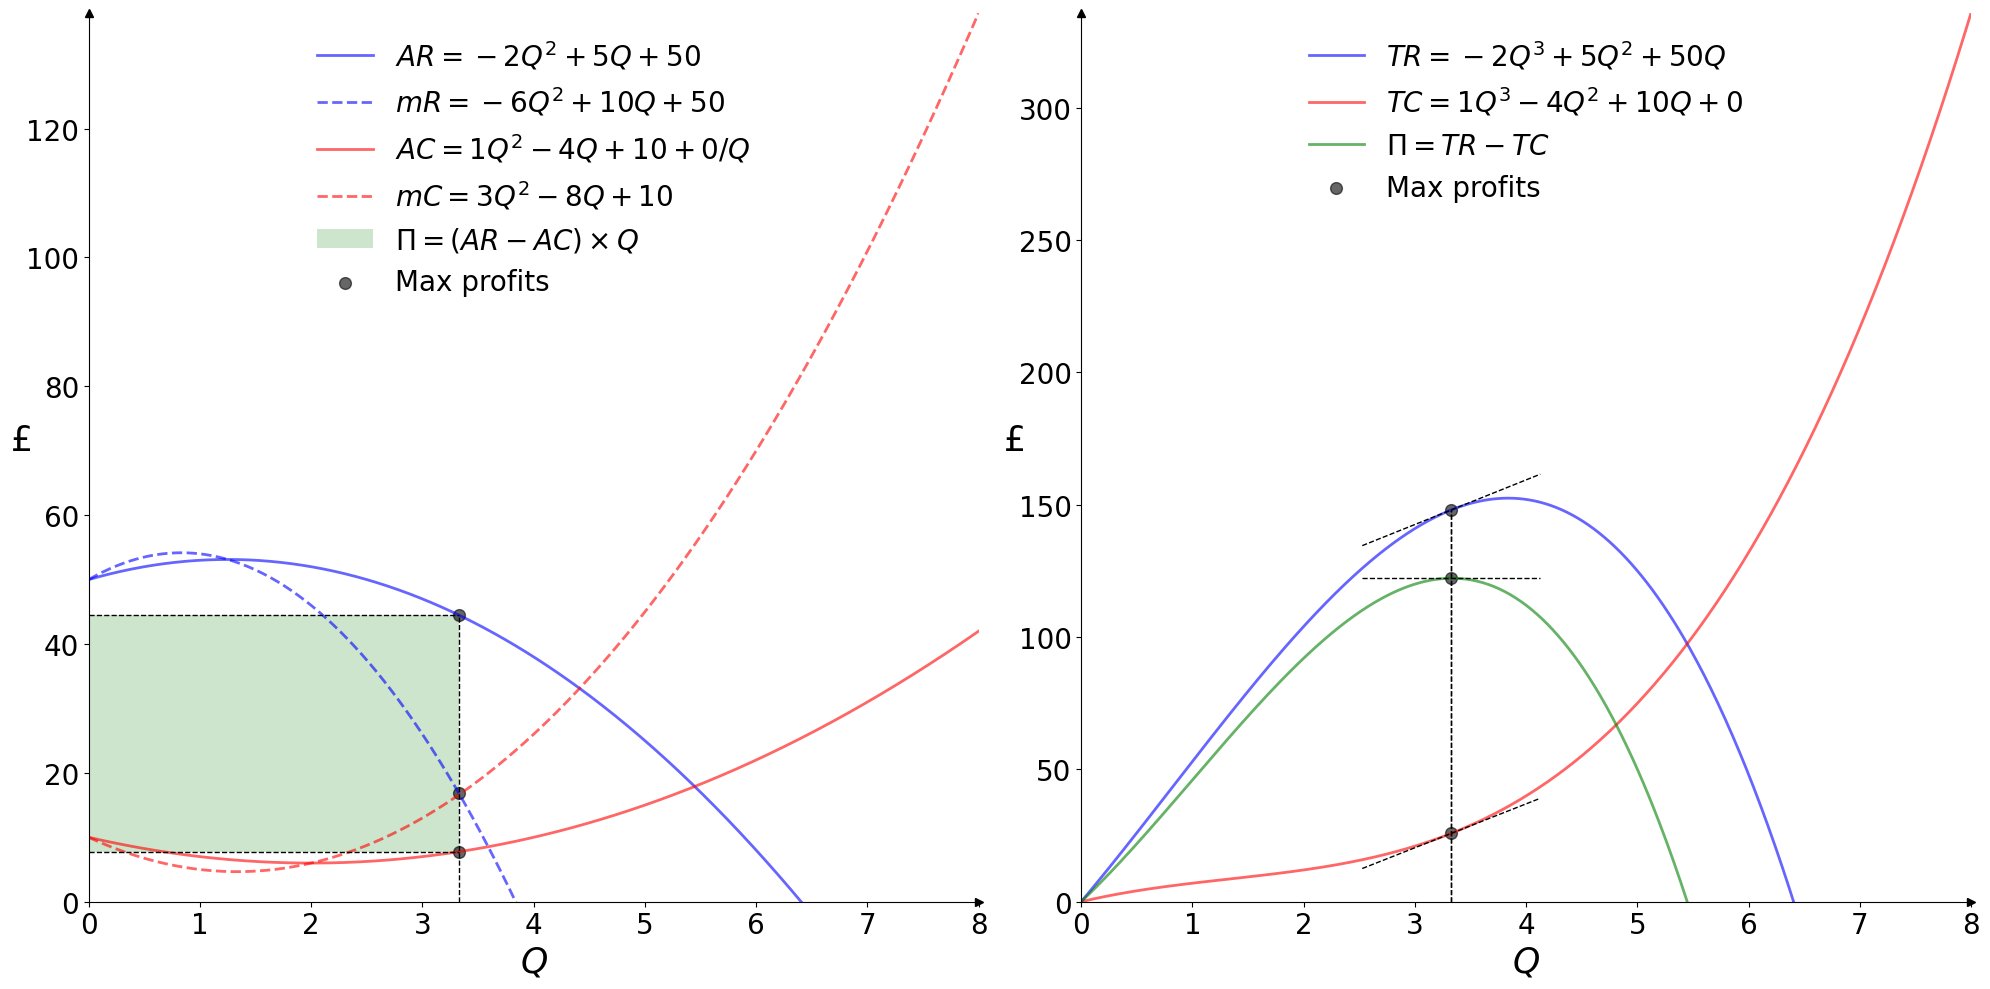 AR = −2Q² + 5Q + 50
mR = −6Q² + 10Q + 50
AC = 1Q² − 4Q + 10 + 0/Q
mC = 3Q² − 8Q + 10
Π = (AR − AC) × Q
Max profits
120
100
80
60
40
20
0
£
0 1 2 3 4 5 6 7 8
Q
TR = −2Q³ + 5Q² + 50Q
TC = 1Q³ − 4Q² + 10Q + 0
Π = TR − TC
Max profits
300
250
200
150
100
50
0
£
0 1 2 3 4 5 6 7 8
Q